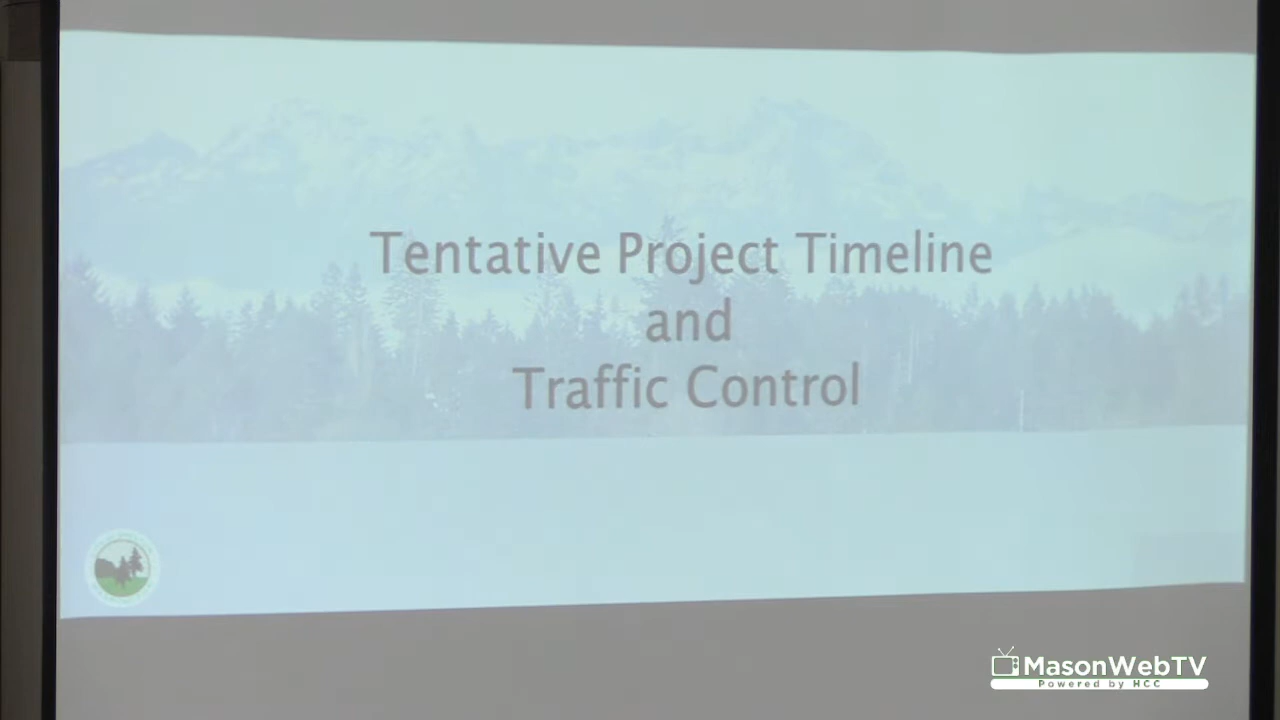 Tentative Project Timeline
and
Traffic Control
MasonWebTV
Powered by HCC